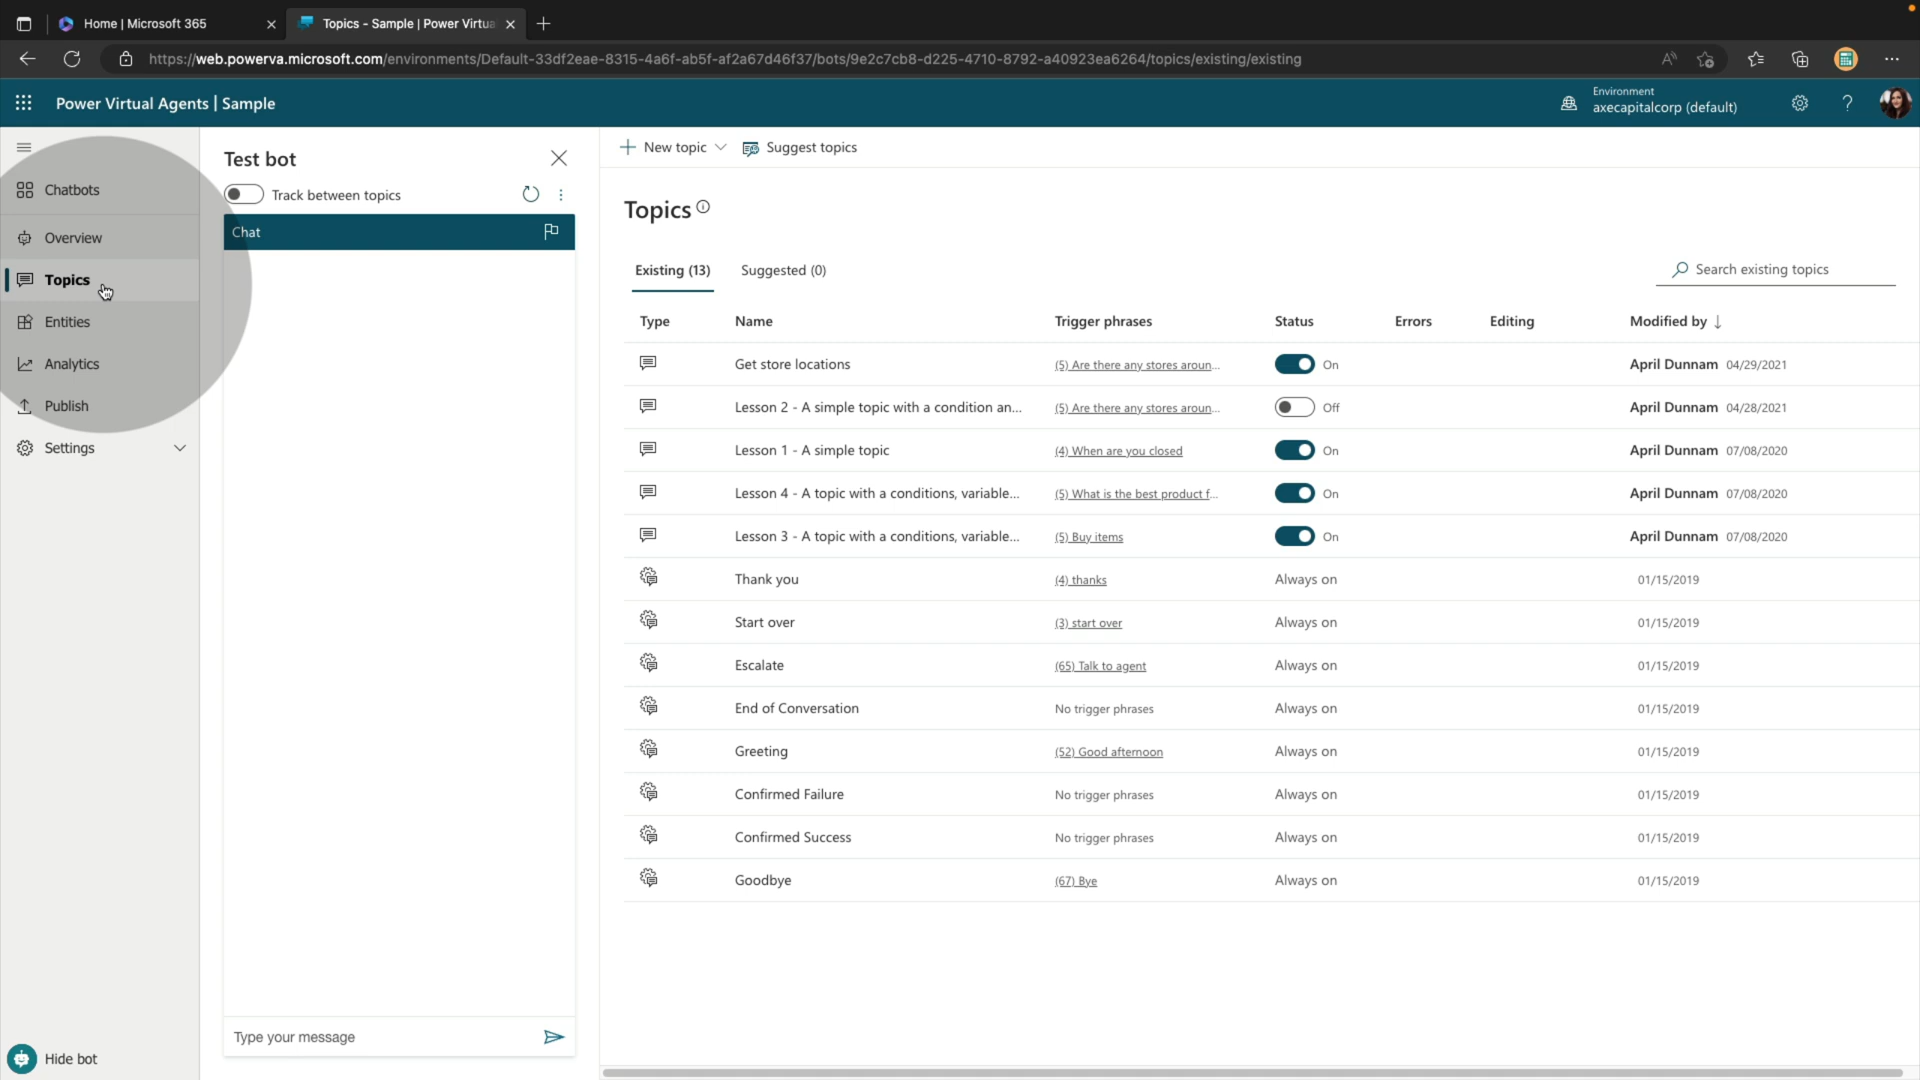 Home | Microsoft 365
Topics - Sample | Power Virtua
https://web.powerva.microsoft.com/environments/Default-33df2eae-8315-4a6f-ab5f-af2a67d46f37/bots/9e2c7cb8-d225-4710-8792-a40923ea6264/topics/existing/existing
Power Virtual Agents | Sample
Environment
axecapitalcorp (default)
Chatbots
Overview
Topics
Entities
Analytics
Publish
Settings
Hide bot
Test bot
Track between topics
Chat
Type your message
New topic
Suggest topics
Topics
Existing (13)
Suggested (0)
Search existing topics
Type Name Trigger phrases Status Errors Editing Modified by ↓
Get store locations (5) Are there any stores aroun... On April Dunnam 04/29/2021
Lesson 2 - A simple topic with a condition an... (5) Are there any stores aroun... Off April Dunnam 04/28/2021
Lesson 1 - A simple topic (4) When are you closed On April Dunnam 07/08/2020
Lesson 4 - A topic with a conditions, variable... (5) What is the best product f... On April Dunnam 07/08/2020
Lesson 3 - A topic with a conditions, variable... (5) Buy items On April Dunnam 07/08/2020
Thank you (4) thanks Always on 01/15/2019
Start over (3) start over Always on 01/15/2019
Escalate (65) Talk to agent Always on 01/15/2019
End of Conversation No trigger phrases Always on 01/15/2019
Greeting (52) Good afternoon Always on 01/15/2019
Confirmed Failure No trigger phrases Always on 01/15/2019
Confirmed Success No trigger phrases Always on 01/15/2019
Goodbye (67) Bye Always on 01/15/2019